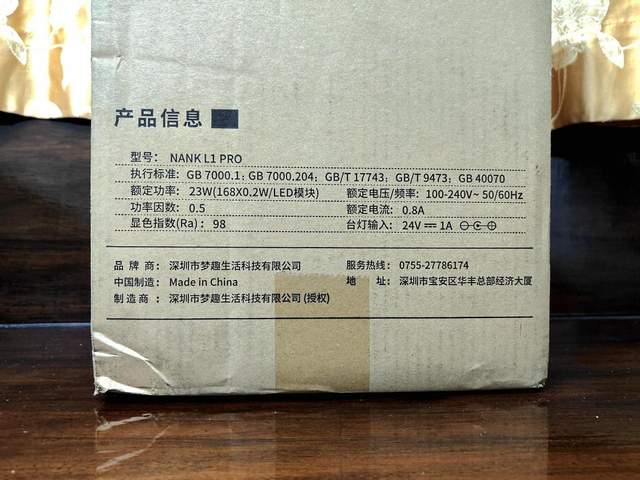 产品信息
型号： NANK L1 PRO
执行标准：GB 7000.1；GB 7000.204；GB/T 17743；GB/T 9473；GB 40070
额定功率：23W(168X0.2W/LED模块) 额定电压/频率：100-240V~ 50/60Hz
功率因数：0.5 额定电流：0.8A
显色指数(Ra)：98 台灯输入：24V⎓1A
品牌商：深圳市梦趣生活科技有限公司 服务热线：0755-27786174
中国制造：Made in China 地址：深圳市宝安区华丰总部经济大厦
制造商：深圳市梦趣生活科技有限公司 (授权)